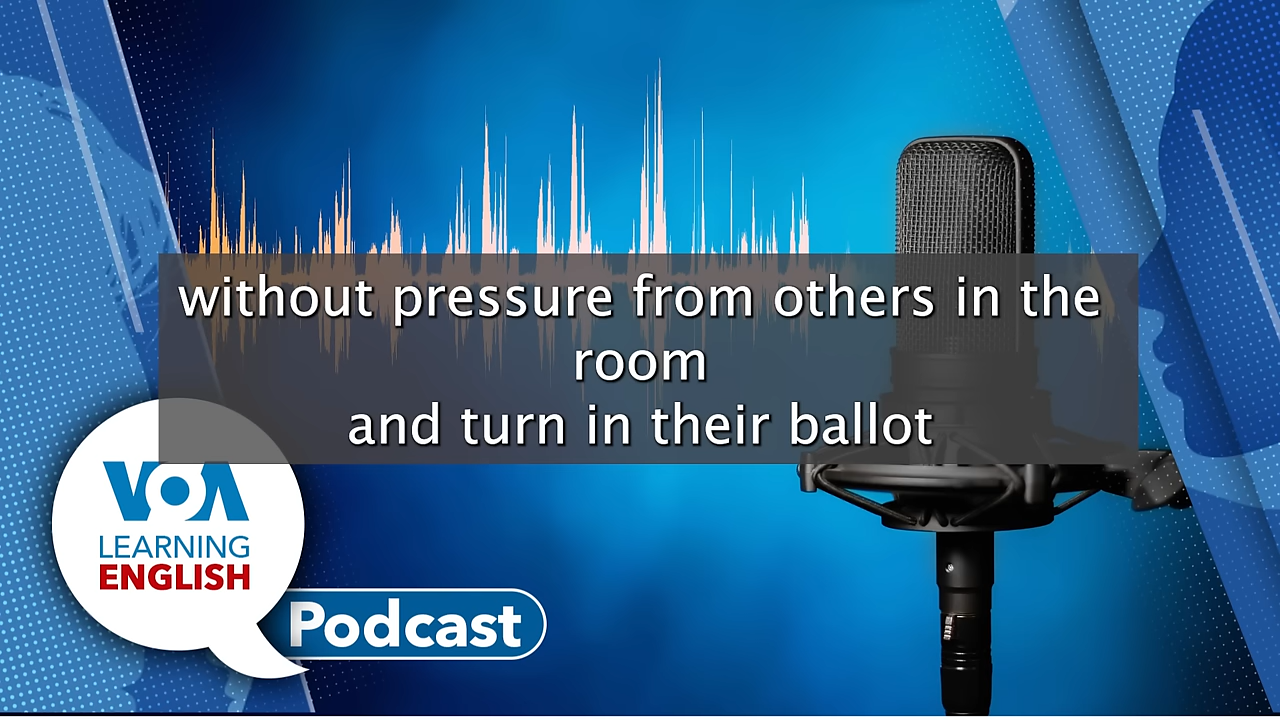 without pressure from others in the
room
and turn in their ballot
VOA
LEARNING
ENGLISH
Podcast